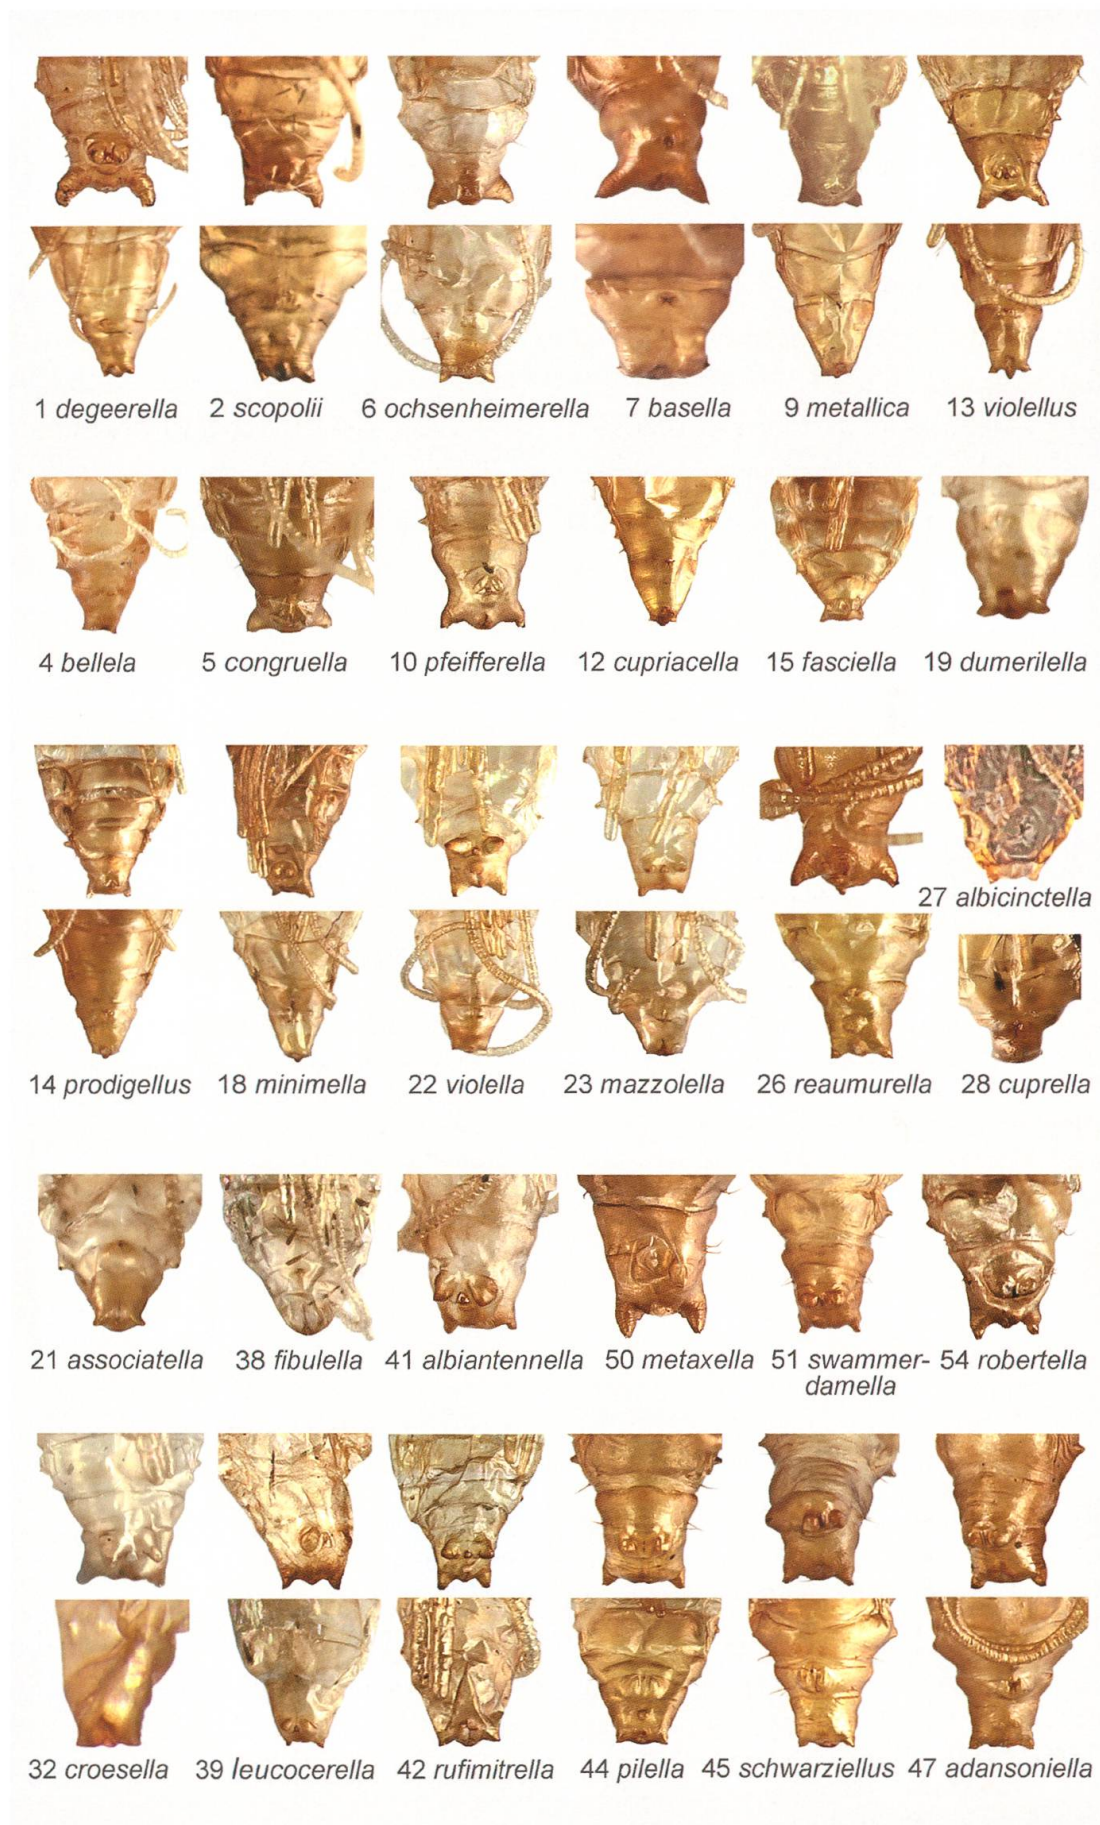 1 degeerella 2 scopolii 6 ochsenheimerella 7 basella 9 metallica 13 violellus
4 bellela 5 congruella 10 pfeifferella 12 cupriacella 15 fasciella 19 dumerilella
27 albicinctella
14 prodigellus 18 minimella 22 violella 23 mazzolella 26 reaumurella 28 cuprella
21 associatella 38 fibulella 41 albiantennella 50 metaxella 51 swammer- 54 robertella
damella
32 croesella 39 leucocerella 42 rufimitrella 44 pilella 45 schwarziellus 47 adansoniella